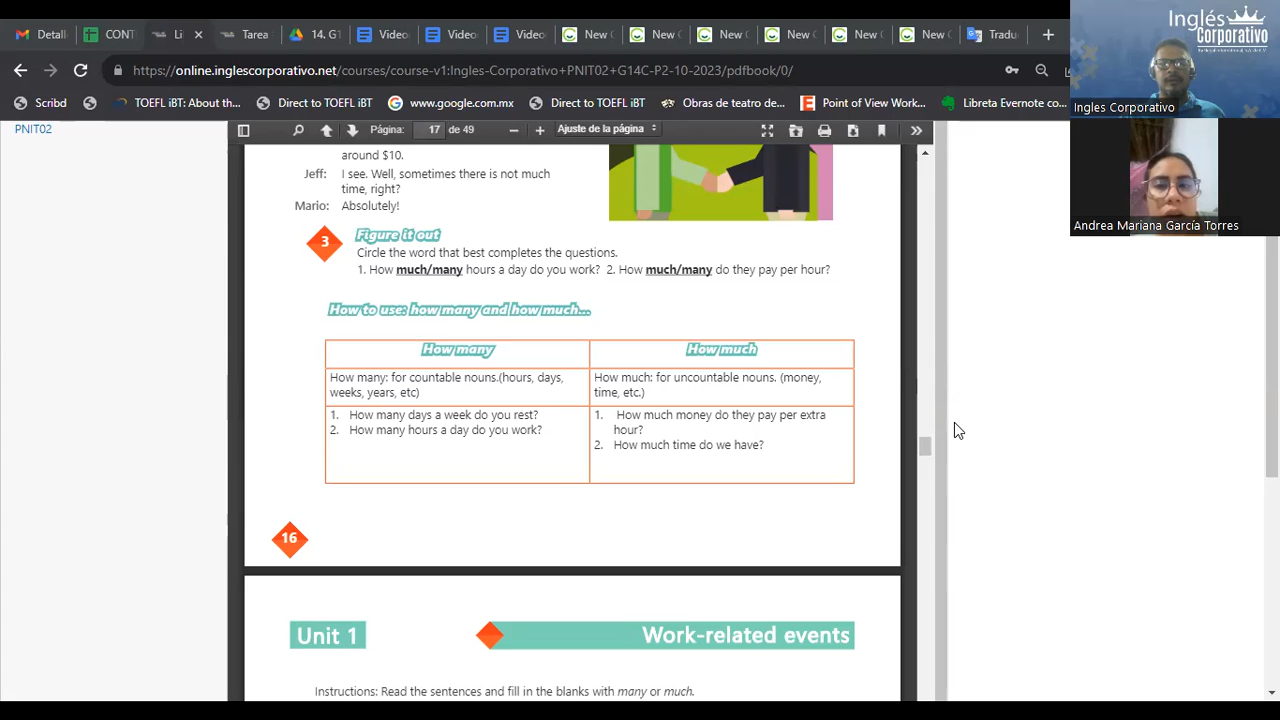 Detall
CONT
Li
Tarea
14. G1
Videc
Videc
Videc
New C
New C
New C
New C
New C
New C
Tradu
https://online.inglescorporativo.net/courses/course-v1:Ingles-Corporativo+PNIT02+G14C-P2-10-2023/pdfbook/0/
Scribd
TOEFL iBT: About th...
Direct to TOEFL iBT
www.google.com.mx
Direct to TOEFL iBT
Obras de teatro de...
Point of View Work...
Libreta Evernote co...
Inglés
Corporativo
Ingles Corporativo
Andrea Mariana García Torres
PNIT02
Página: 17 de 49
Ajuste de la página
around $10.
Jeff: I see. Well, sometimes there is not much
time, right?
Mario: Absolutely!
3 Figure it out
Circle the word that best completes the questions.
1. How much/many hours a day do you work? 2. How much/many do they pay per hour?
How to use: how many and how much...
How many
How much
How many: for countable nouns.(hours, days,
weeks, years, etc)
How much: for uncountable nouns. (money,
time, etc.)
1. How many days a week do you rest?
2. How many hours a day do you work?
1. How much money do they pay per extra
hour?
2. How much time do we have?
16
Unit 1
Work-related events
Instructions: Read the sentences and fill in the blanks with many or much.